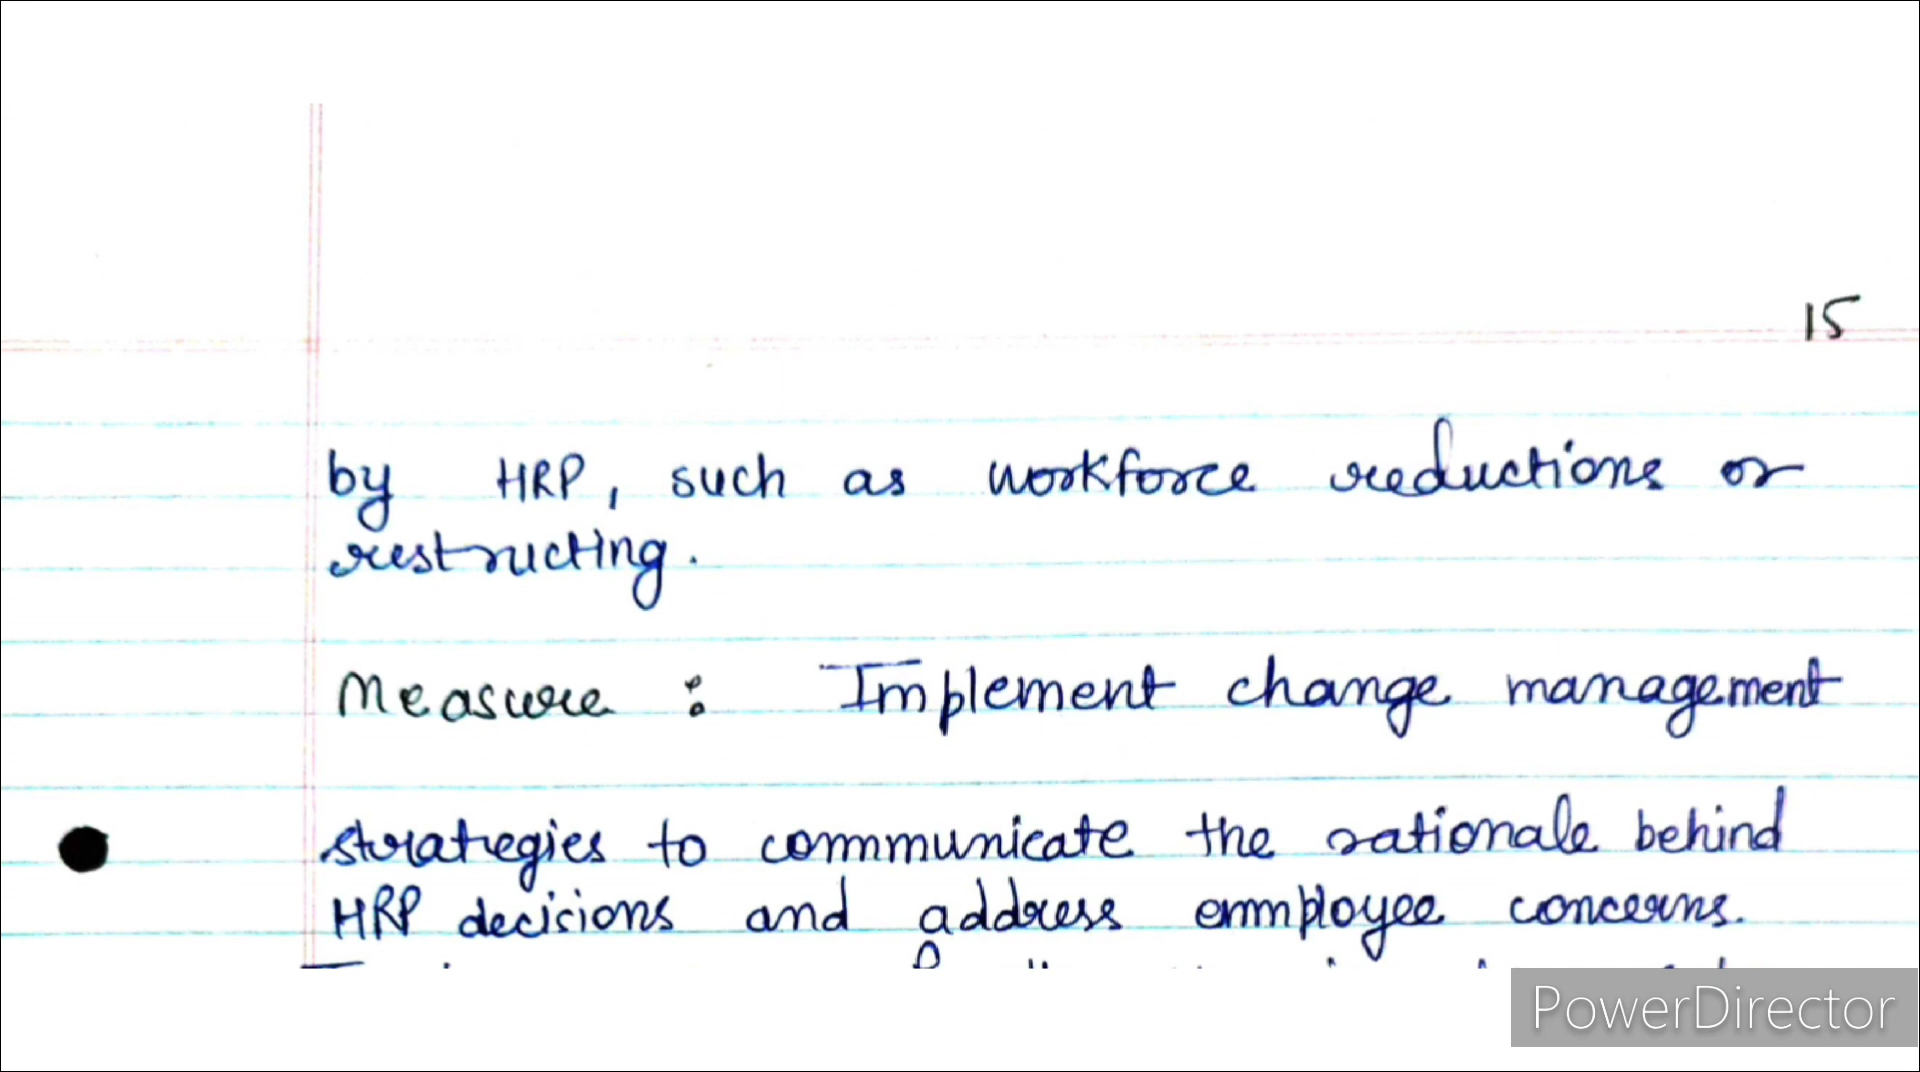 15
by HRP, such as workforce reductions or
restructing.
Measure : Implement change management
strategies to communicate the rationale behind
HRP decisions and address emmployee concerns.
PowerDirector